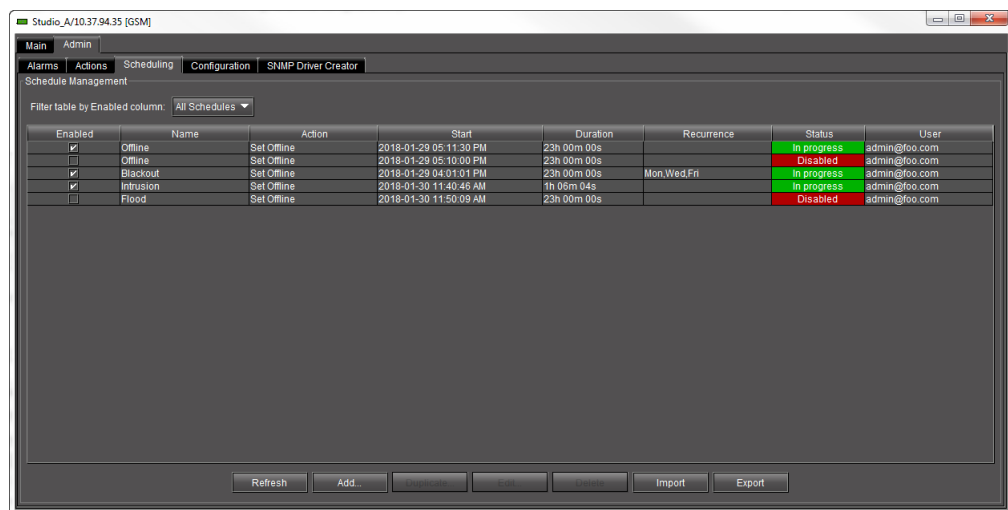 Studio_A/10.37.94.35 [GSM]
Main Admin
Alarms Actions Scheduling Configuration SNMP Driver Creator
Schedule Management
Filter table by Enabled column: All Schedules
Enabled Name Action Start Duration Recurrence Status User
Offline Set Offline 2018-01-29 05:11:30 PM 23h 00m 00s In progress admin@foo.com
Offline Set Offline 2018-01-29 05:10:00 PM 23h 00m 00s Disabled admin@foo.com
Blackout Set Offline 2018-01-29 04:01:01 PM 23h 00m 00s Mon,Wed,Fri In progress admin@foo.com
Intrusion Set Offline 2018-01-30 11:40:46 AM 1h 06m 04s In progress admin@foo.com
Flood Set Offline 2018-01-30 11:50:09 AM 23h 00m 00s Disabled admin@foo.com
Refresh Add... Duplicate... Edit... Delete Import Export